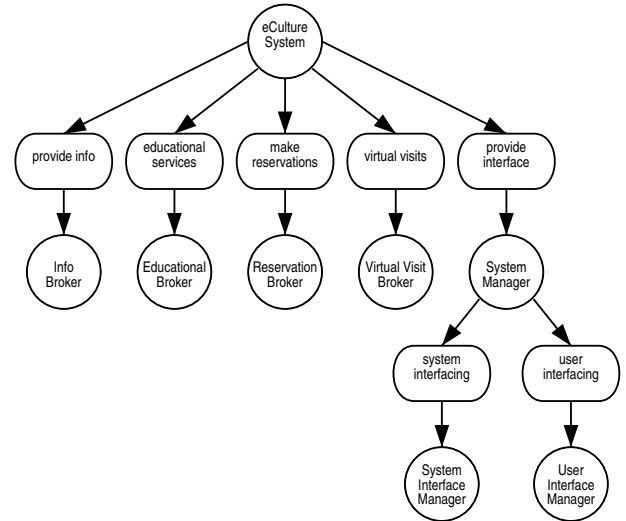 eCulture
System
provide info
educational
services
make
reservations
virtual visits
provide
interface
Info
Broker
Educational
Broker
Reservation
Broker
Virtual Visit
Broker
System
Manager
system
interfacing
user
interfacing
System
Interface
Manager
User
Interface
Manager